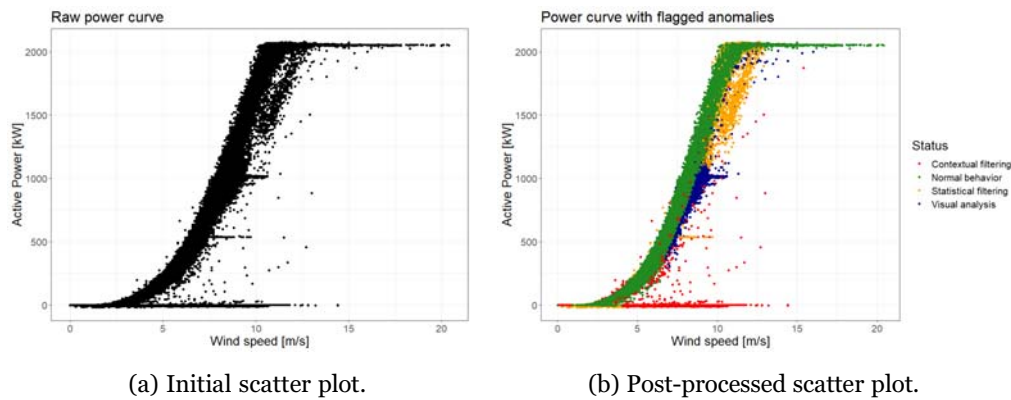 Raw power curve
Active Power [kW]
2000
1500
1000
500
0
0
5
10
15
20
Wind speed [m/s]
(a) Initial scatter plot.
Power curve with flagged anomalies
Active Power [kW]
2000
1500
1000
500
0
0
5
10
15
20
Wind speed [m/s]
Status
Contextual filtering
Normal behavior
Statistical filtering
Visual analysis
(b) Post-processed scatter plot.